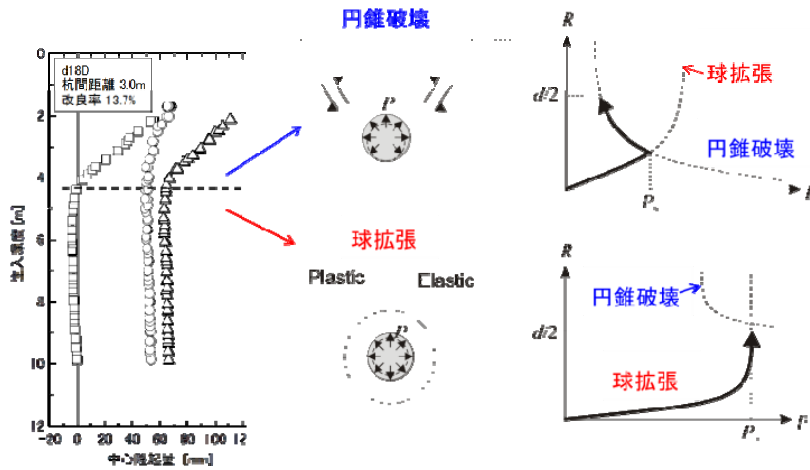 円錐破壊
0
2
4
6
8
10
12
d18D
杭間距離 3.0m
改良率 13.7%
注入深度 [m]
-20 0 20 40 60 80 100 12
中心隆起量 [mm]
P
球拡張
Plastic Elastic
P
R
球拡張
d/2
円錐破壊
R
円錐破壊
d/2
球拡張
P